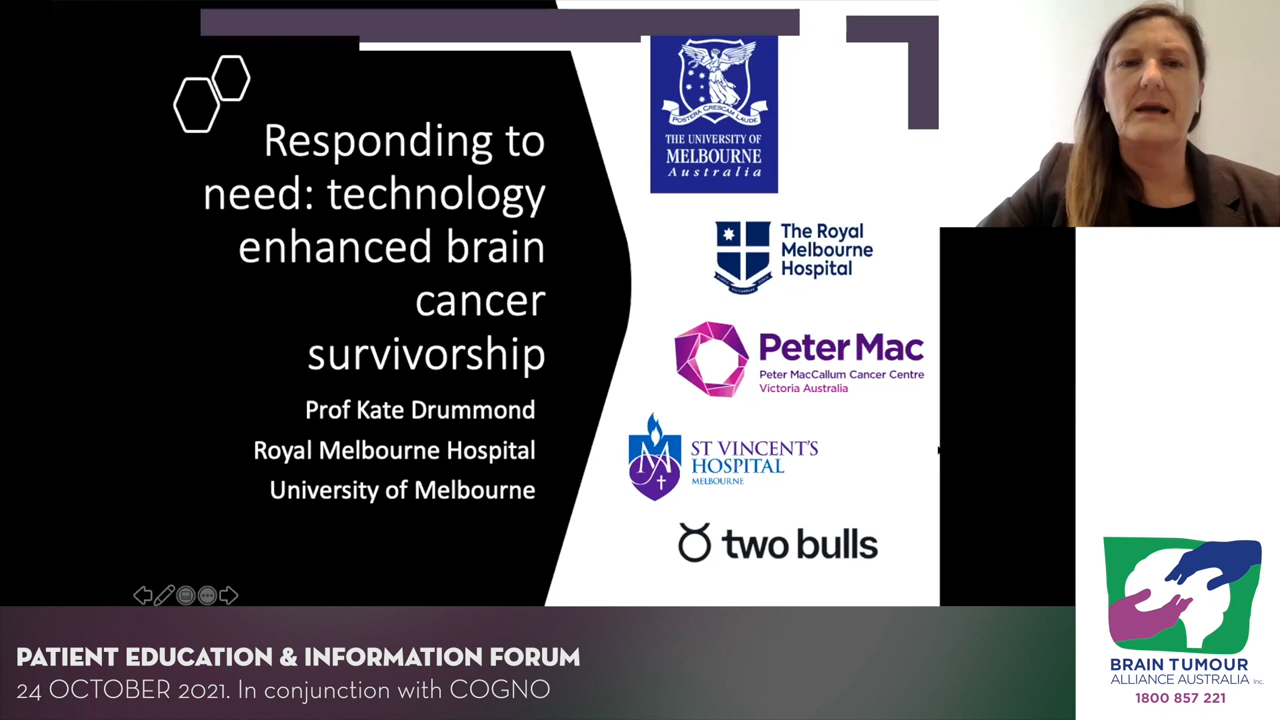 Responding to
need: technology
enhanced brain
cancer
survivorship
Prof Kate Drummond
Royal Melbourne Hospital
University of Melbourne
POSTERA CRESCAM LAUDE
THE UNIVERSITY OF
MELBOURNE
Australia
The Royal
Melbourne
Hospital
Peter Mac
Peter MacCallum Cancer Centre
Victoria Australia
ST VINCENT'S
HOSPITAL
MELBOURNE
two bulls
PATIENT EDUCATION & INFORMATION FORUM
24 OCTOBER 2021. In conjunction with COGNO
BRAIN TUMOUR
ALLIANCE AUSTRALIA Inc.
1800 857 221